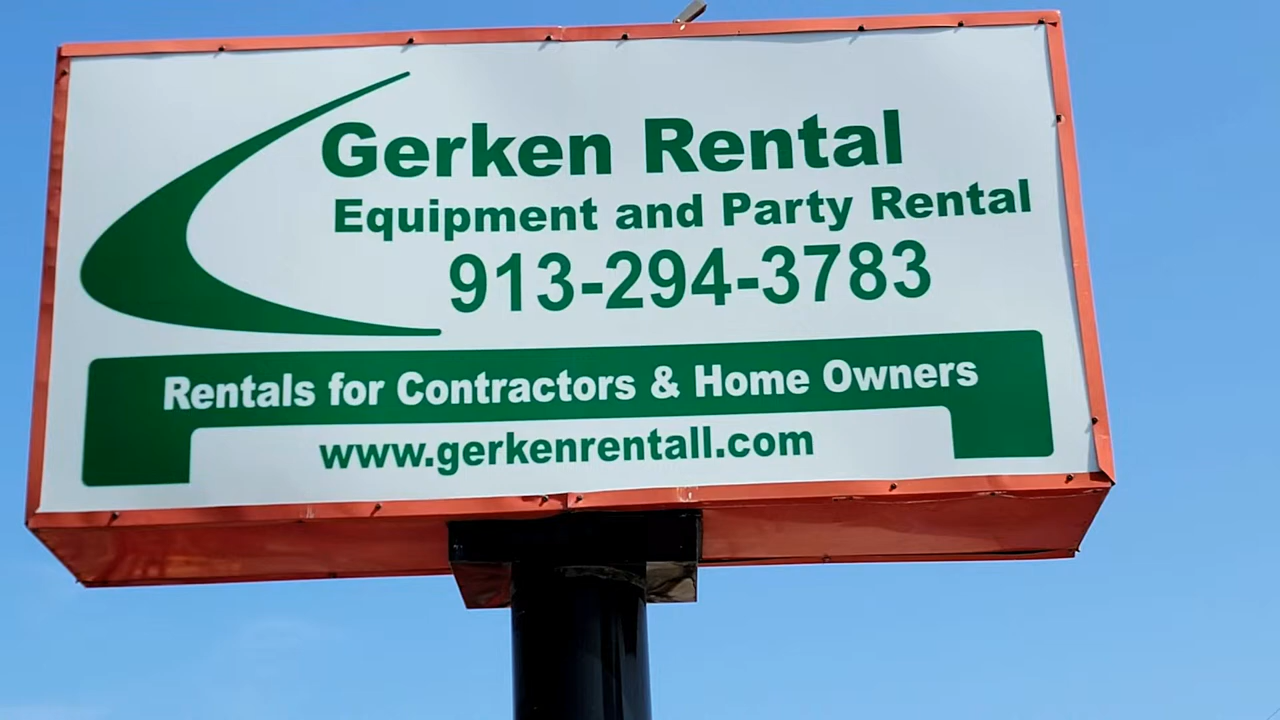 Gerken Rental
Equipment and Party Rental
913-294-3783
Rentals for Contractors & Home Owners
www.gerkenrentall.com